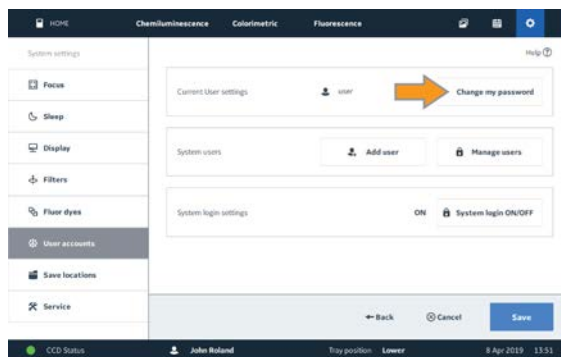 HOME Chemiluminescence Colorimetric Fluorescence
System settings
Help ?
Focus
Sleep
Display
Filters
Fluor dyes
User accounts
Save locations
Service
Current User settings user Change my password
System users Add user Manage users
System login settings ON System login ON/OFF
Back Cancel Save
CCD Status John Roland Tray position Lower 8 Apr 2019 13:51